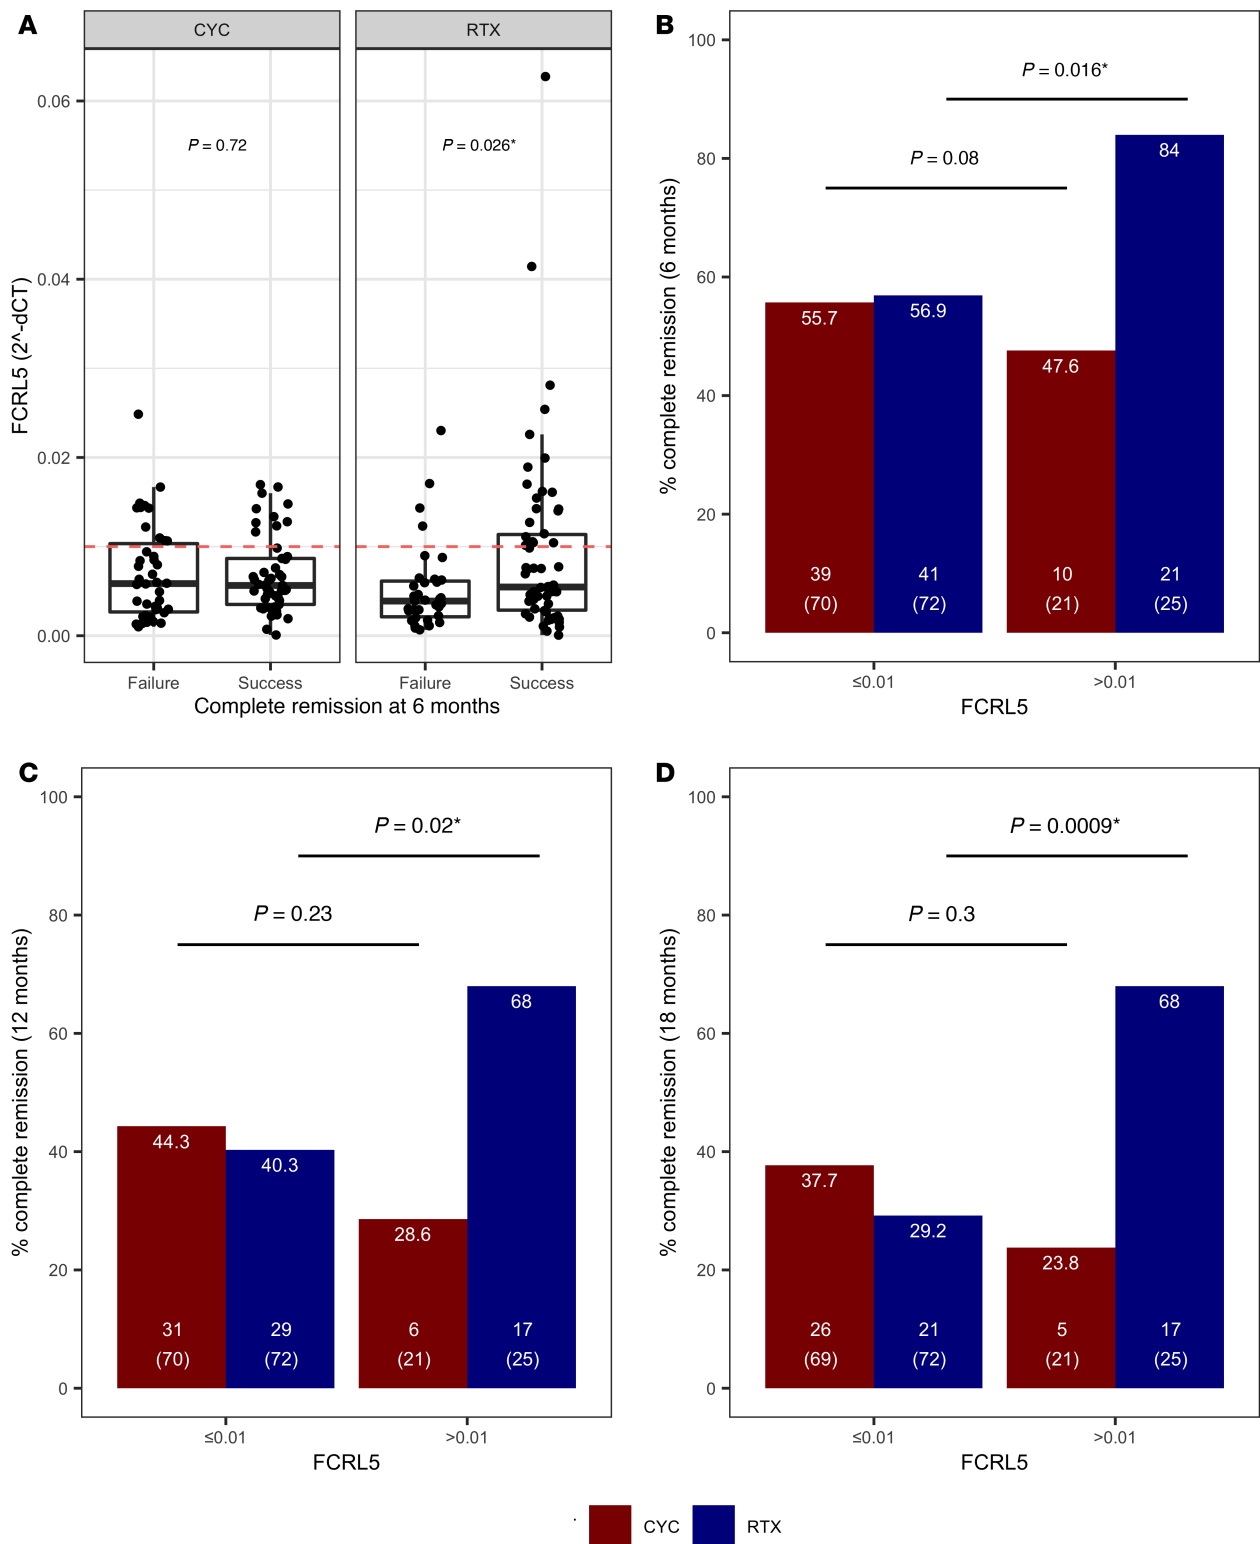 A
CYC
RTX
FCRL5 (2^-dCT)
0.06
0.04
0.02
0.00
P = 0.72
P = 0.026*
Failure
Success
Failure
Success
Complete remission at 6 months
B
% complete remission (6 months)
100
80
60
40
20
0
P = 0.016*
P = 0.08
55.7
56.9
47.6
84
39
(70)
41
(72)
10
(21)
21
(25)
≤0.01
>0.01
FCRL5
C
% complete remission (12 months)
100
80
60
40
20
0
P = 0.02*
P = 0.23
44.3
40.3
28.6
68
31
(70)
29
(72)
6
(21)
17
(25)
≤0.01
>0.01
FCRL5
D
% complete remission (18 months)
100
80
60
40
20
0
P = 0.0009*
P = 0.3
37.7
29.2
23.8
68
26
(69)
21
(72)
5
(21)
17
(25)
≤0.01
>0.01
FCRL5
. CYC RTX